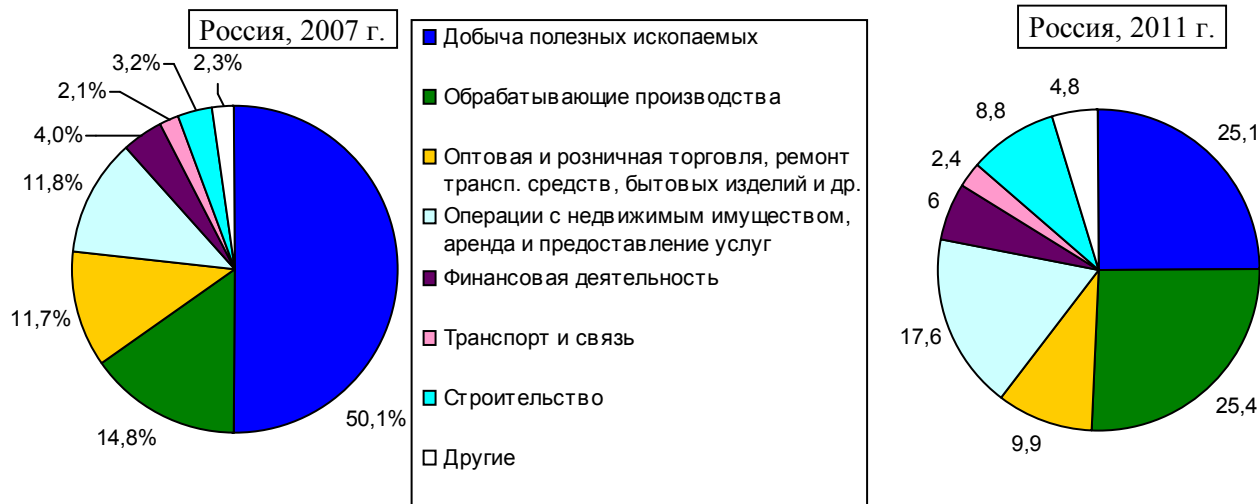 Россия, 2007 г.
3,2%
2,3%
2,1%
4,0%
11,8%
11,7%
14,8%
50,1%
Добыча полезных ископаемых
Обрабатывающие производства
Оптовая и розничная торговля, ремонт
трансп. средств, бытовых изделий и др.
Операции с недвижимым имуществом,
аренда и предоставление услуг
Финансовая деятельность
Транспорт и связь
Строительство
Другие
Россия, 2011 г.
4,8
8,8
25,1
2,4
6
17,6
9,9
25,4